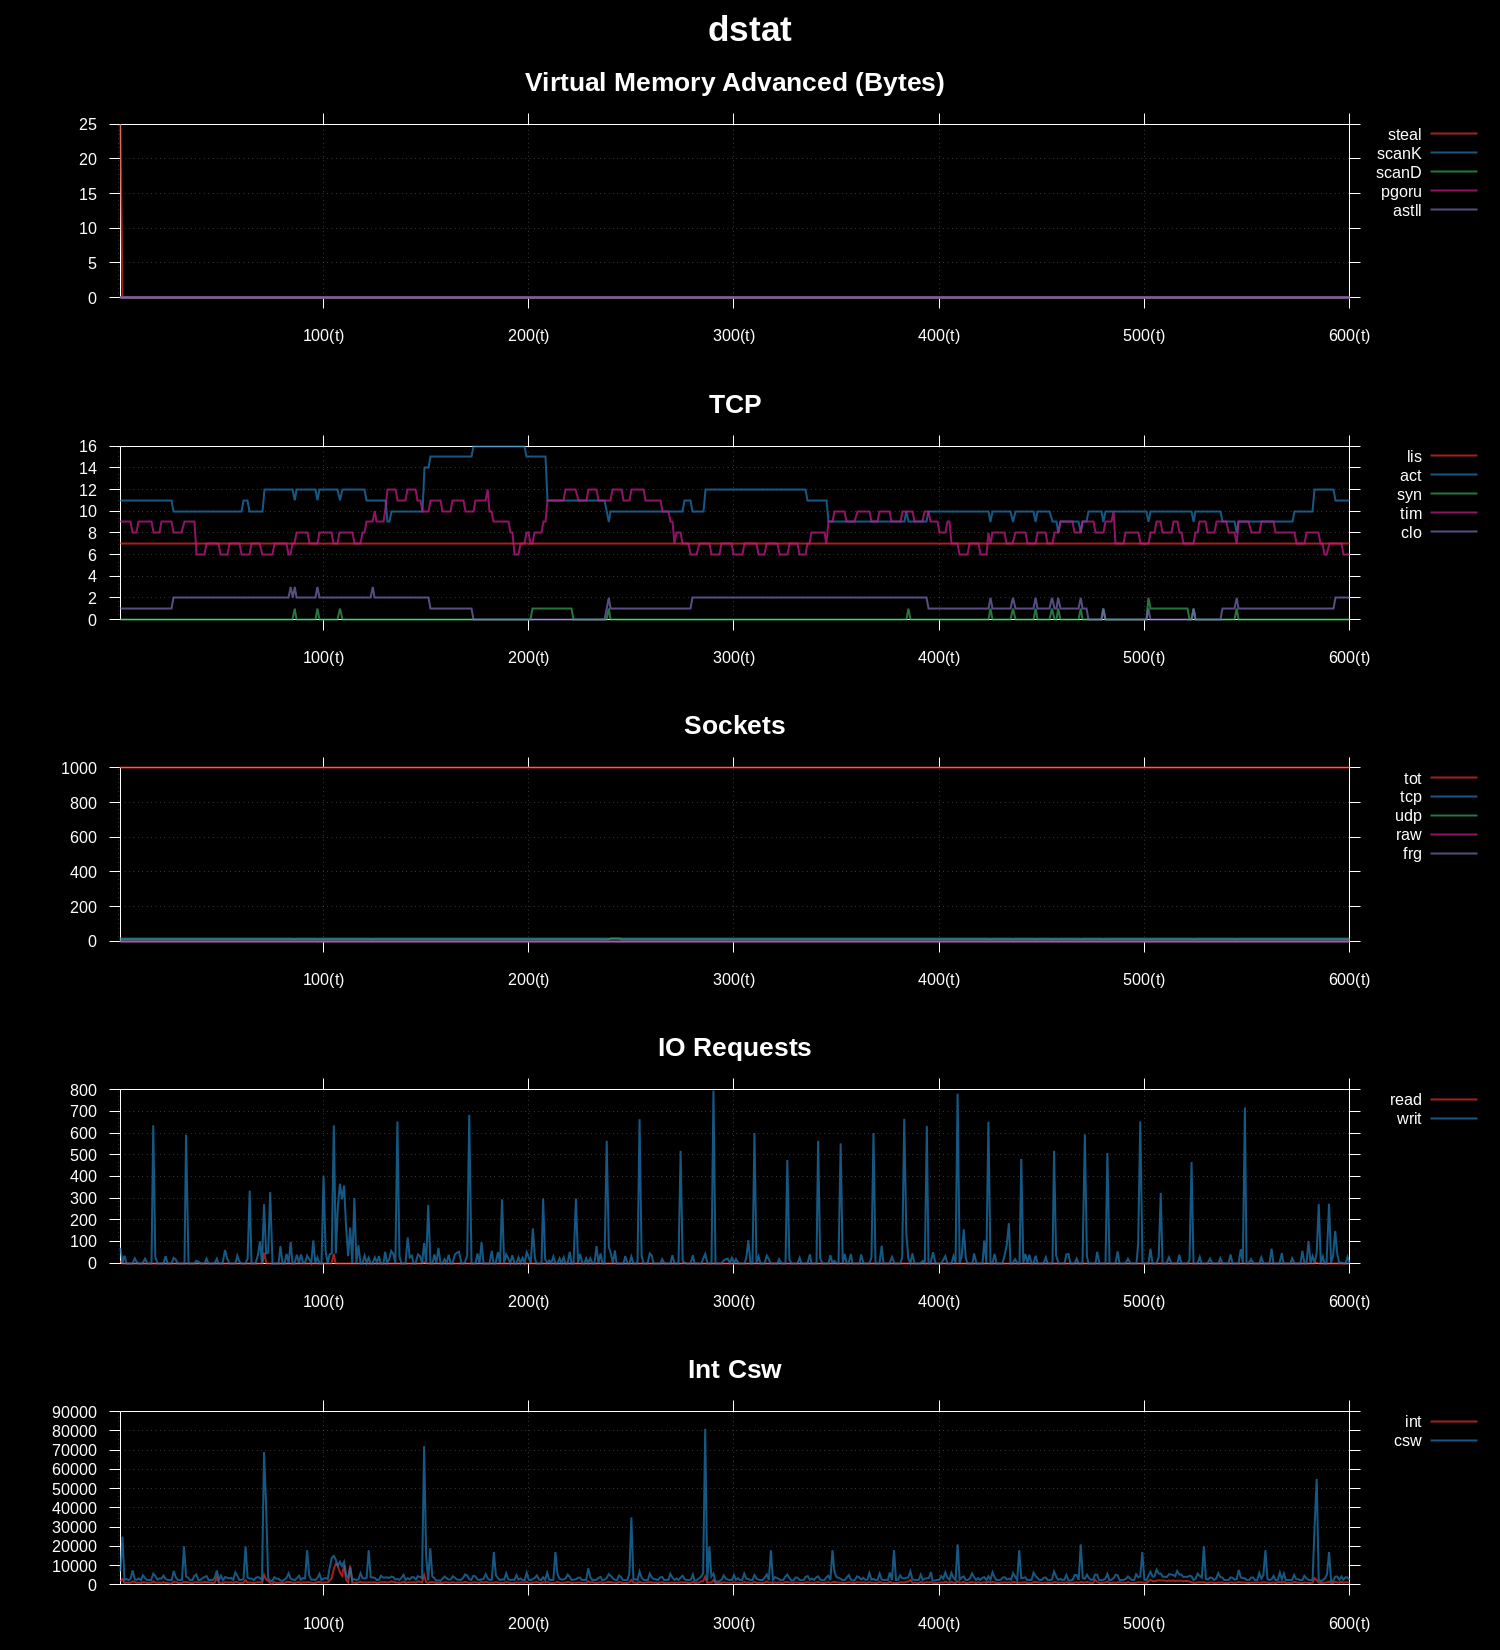 dstat
Virtual Memory Advanced (Bytes)
25
20
15
10
5
0
100(t) 200(t) 300(t) 400(t) 500(t) 600(t)
steal
scanK
scanD
pgoru
astll
TCP
16
14
12
10
8
6
4
2
0
100(t) 200(t) 300(t) 400(t) 500(t) 600(t)
lis
act
syn
tim
clo
Sockets
1000
800
600
400
200
0
100(t) 200(t) 300(t) 400(t) 500(t) 600(t)
tot
tcp
udp
raw
frg
IO Requests
800
700
600
500
400
300
200
100
0
100(t) 200(t) 300(t) 400(t) 500(t) 600(t)
read
writ
Int Csw
90000
80000
70000
60000
50000
40000
30000
20000
10000
0
100(t) 200(t) 300(t) 400(t) 500(t) 600(t)
int
csw